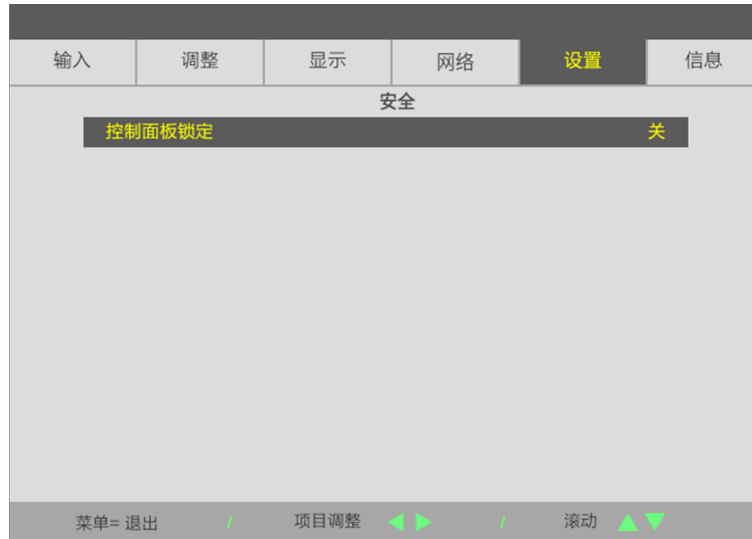 输入 调整 显示 网络 设置 信息
安全
控制面板锁定 关
菜单= 退出 / 项目调整 ◀ ▶ / 滚动 ▲▼